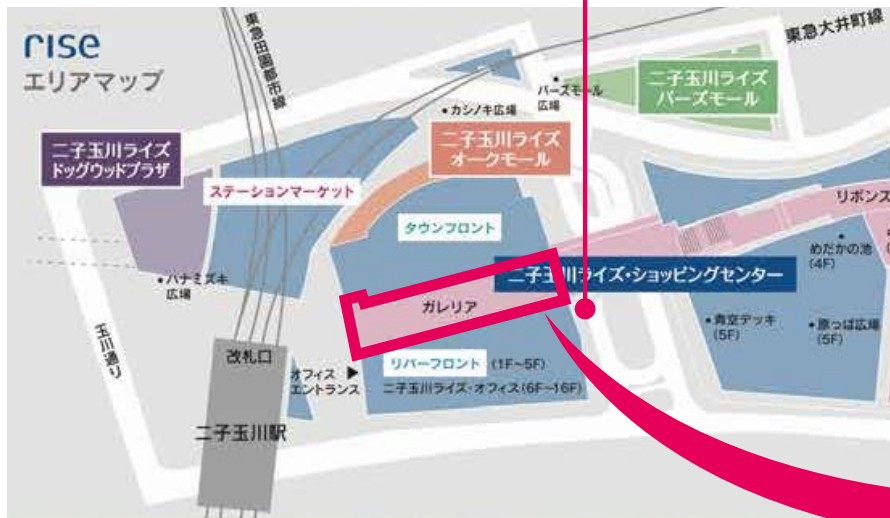 rise
エリアマップ
東急田園都市線
東急大井町線
バーズモール
広場
二子玉川ライズ
バーズモール
カシノキ広場
二子玉川ライズ
オークモール
二子玉川ライズ
ドッグウッドプラザ
ステーションマーケット
リボンス
タウンフロント
めだかの池
(4F)
二子玉川ライズ・ショッピングセンター
ハナミズキ
広場
ガレリア
青空デッキ
(5F)
原っぱ広場
(5F)
玉川通り
改札口
リバーフロント (1F~5F)
オフィス
エントランス
二子玉川ライズ・オフィス(6F~16F)
二子玉川駅